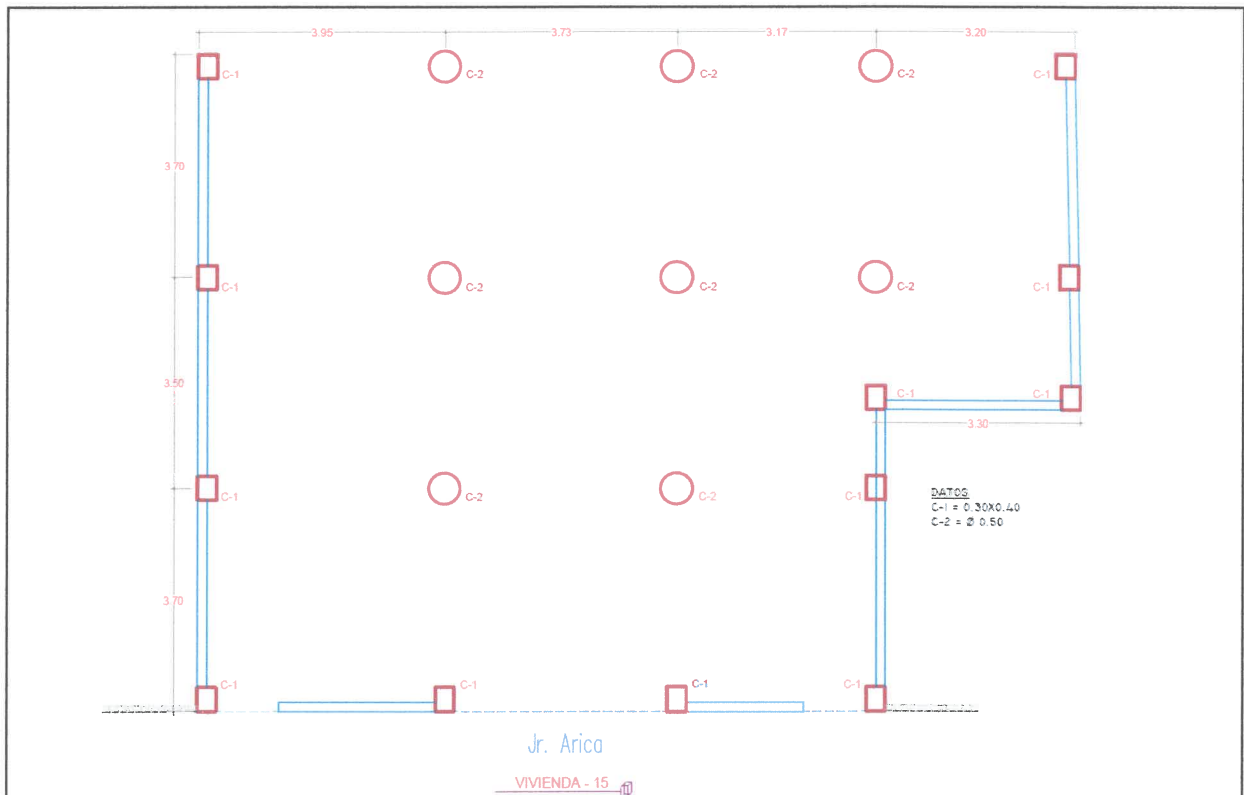 3.95 3.73 3.17 3.20
C-1 C-2 C-2 C-2 C-1
3.70
C-1 C-2 C-2 C-2 C-1
3.50
C-1 C-1
3.30
C-1 C-2 C-2 C-1
DATOS
C-1 = 0.30X0.40
C-2 = Ø 0.50
3.70
C-1 C-1 C-1 C-1
Jr. Arica
VIVIENDA - 15